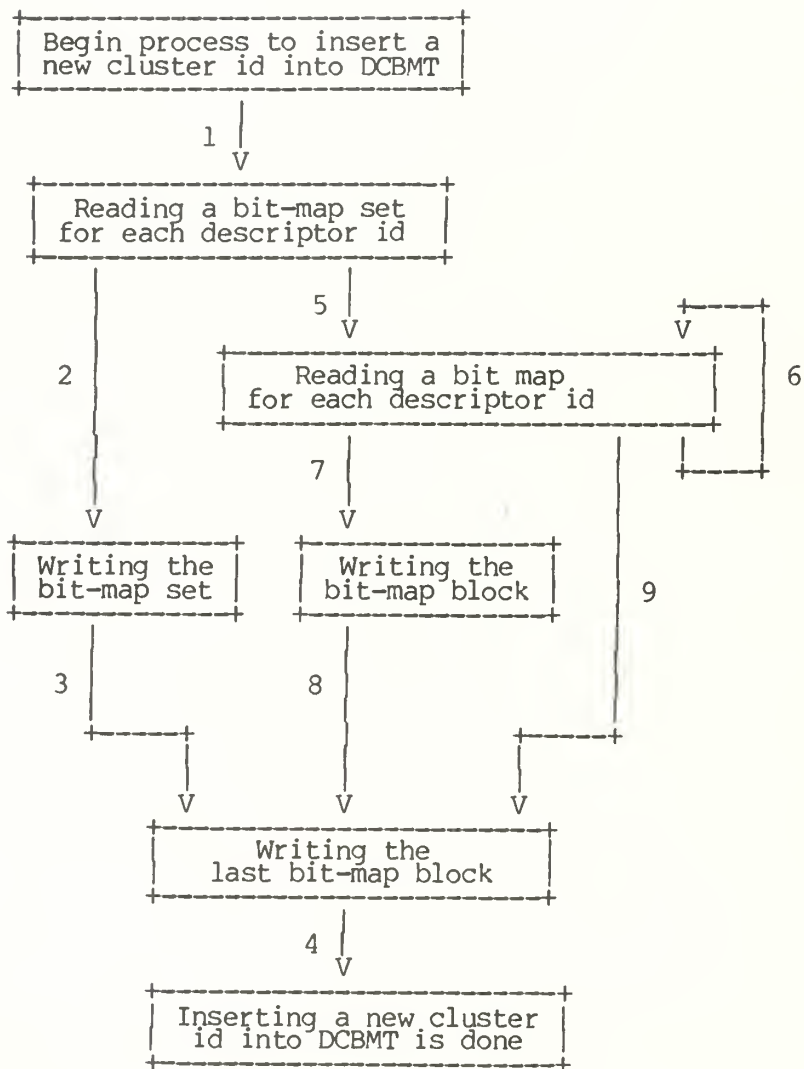 Begin process to insert a
new cluster id into DCBMT
1
Reading a bit-map set
for each descriptor id
5
2
Reading a bit map
for each descriptor id
6
7
Writing the
bit-map set
Writing the
bit-map block
9
3
8
Writing the
last bit-map block
4
Inserting a new cluster
id into DCBMT is done